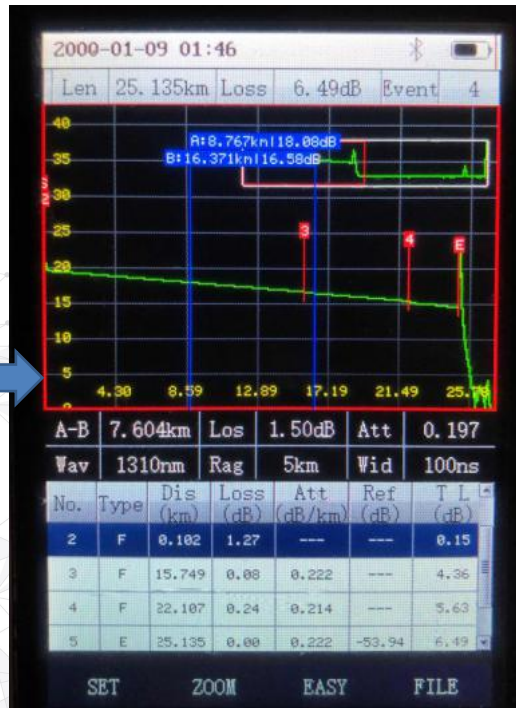 2000-01-09 01:46
Len 25.135km Loss 6.49dB Event 4
40
A:8.767km|18.08dB
35
B:16.371km|16.58dB
30
25
3
4
E
20
15
10
5
4.30 8.59 12.89 17.19 21.49 25.78
A-B 7.604km Los 1.50dB Att 0.197
Wav 1310nm Rag 5km Wid 100ns
No. Type Dis (km) Loss (dB) Att (dB/km) Ref (dB) T L (dB)
2 F 0.102 1.27 --- --- 0.15
3 F 15.749 0.08 0.222 --- 4.36
4 F 22.107 0.24 0.214 --- 5.63
5 E 25.135 0.00 0.222 -53.94 6.49
SET ZOOM EASY FILE